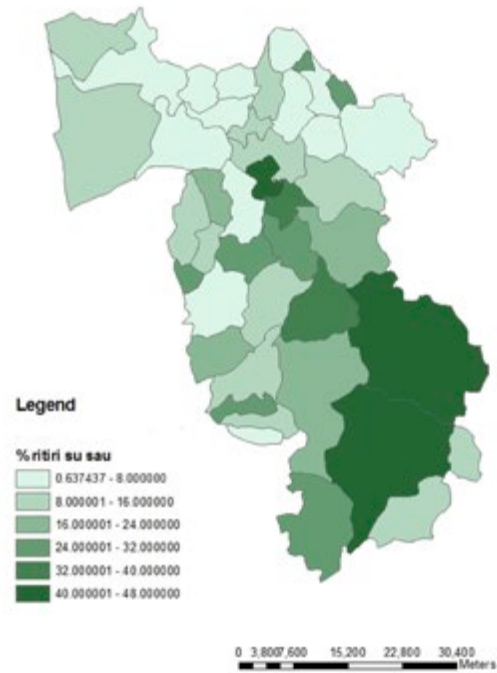 Legend
% ritiri su sau
0.637437 - 8.000000
8.000001 - 16.000000
16.000001 - 24.000000
24.000001 - 32.000000
32.000001 - 40.000000
40.000001 - 48.000000
0 3,8007,600 15,200 22,800 30,400
Meters